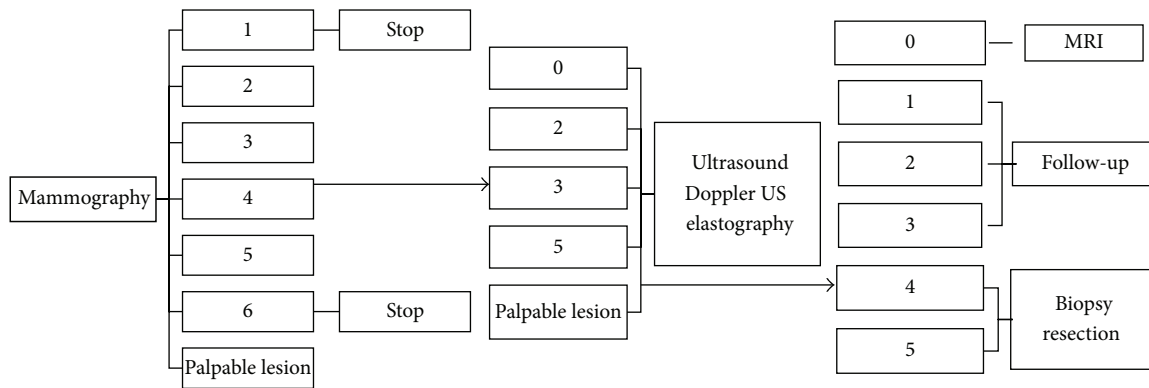 Mammography
1
Stop
2
3
4
5
6
Stop
Palpable lesion
0
2
3
5
Palpable lesion
Ultrasound
Doppler US
elastography
0
MRI
1
2
3
Follow-up
4
5
Biopsy
resection